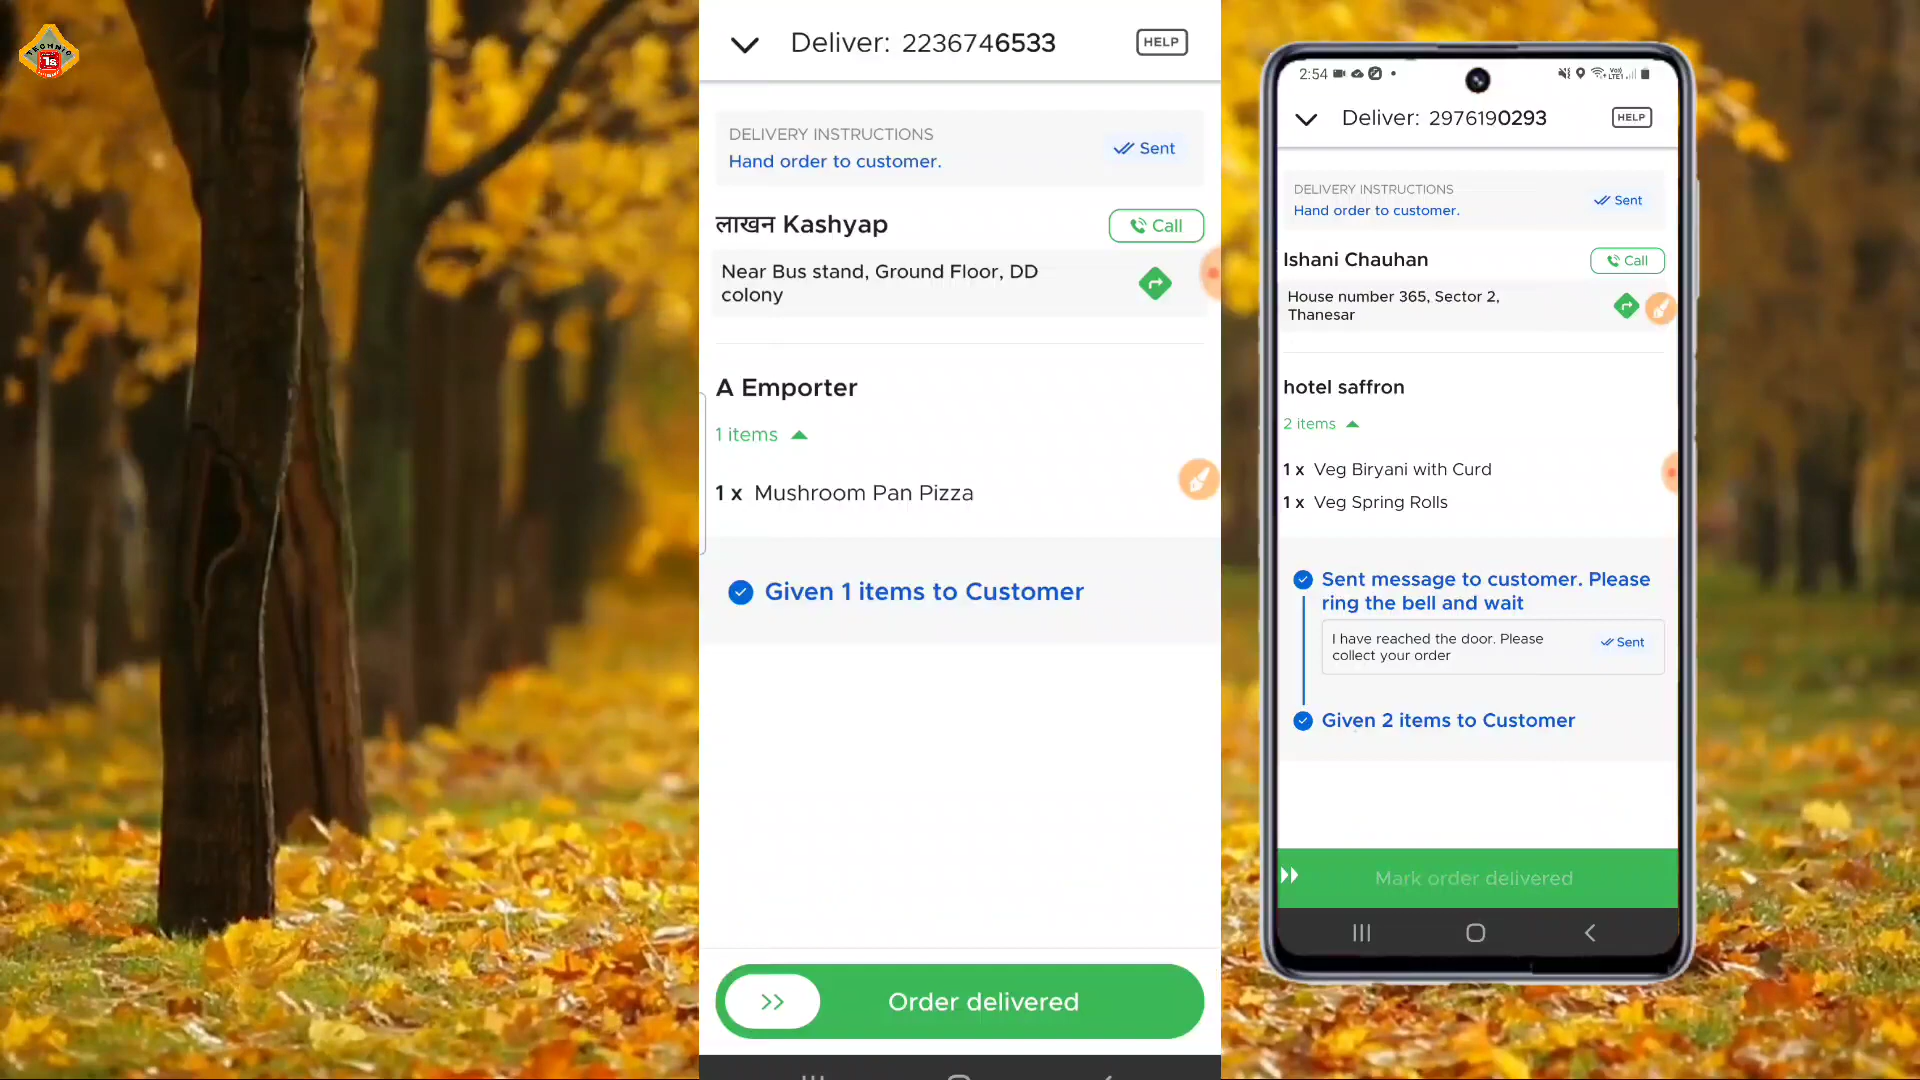 TECHNIC
1s
Deliver: 2236746533
HELP
DELIVERY INSTRUCTIONS
Hand order to customer.
Sent
लाखन Kashyap
Call
Near Bus stand, Ground Floor, DD
colony
A Emporter
1 items
1 x Mushroom Pan Pizza
Given 1 items to Customer
Order delivered
2:54
Deliver: 2976190293
HELP
DELIVERY INSTRUCTIONS
Hand order to customer.
Sent
Ishani Chauhan
Call
House number 365, Sector 2,
Thanesar
hotel saffron
2 items
1 x Veg Biryani with Curd
1 x Veg Spring Rolls
Sent message to customer. Please
ring the bell and wait
I have reached the door. Please
collect your order
Sent
Given 2 items to Customer
Mark order delivered